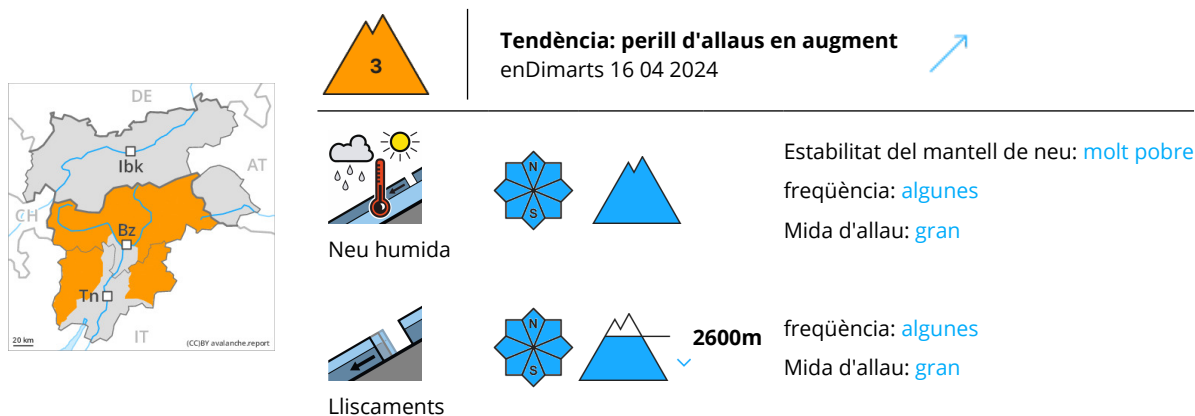 3
Tendència: perill d'allaus en augment
enDimarts 16 04 2024
DE
Ibk
AT
CH
Bz
Tn
IT
20 km
(CC)BY avalanche.report
N
S
Neu humida
Estabilitat del mantell de neu: molt pobre
freqüència: algunes
Mida d'allau: gran
N
S
2600m
Lliscaments
freqüència: algunes
Mida d'allau: gran